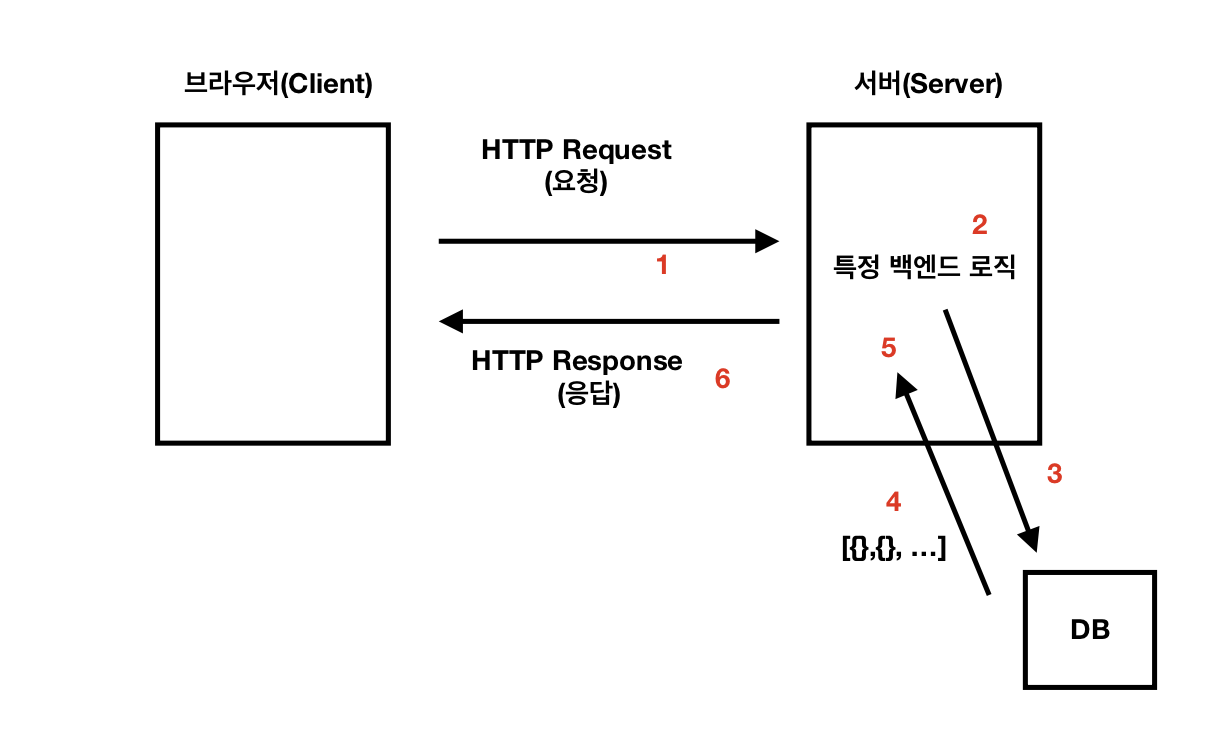 브라우저(Client)
서버(Server)
HTTP Request
(요청)
1
2
특정 백엔드 로직
HTTP Response
(응답)
6
5
3
4
[{},{}, …]
DB